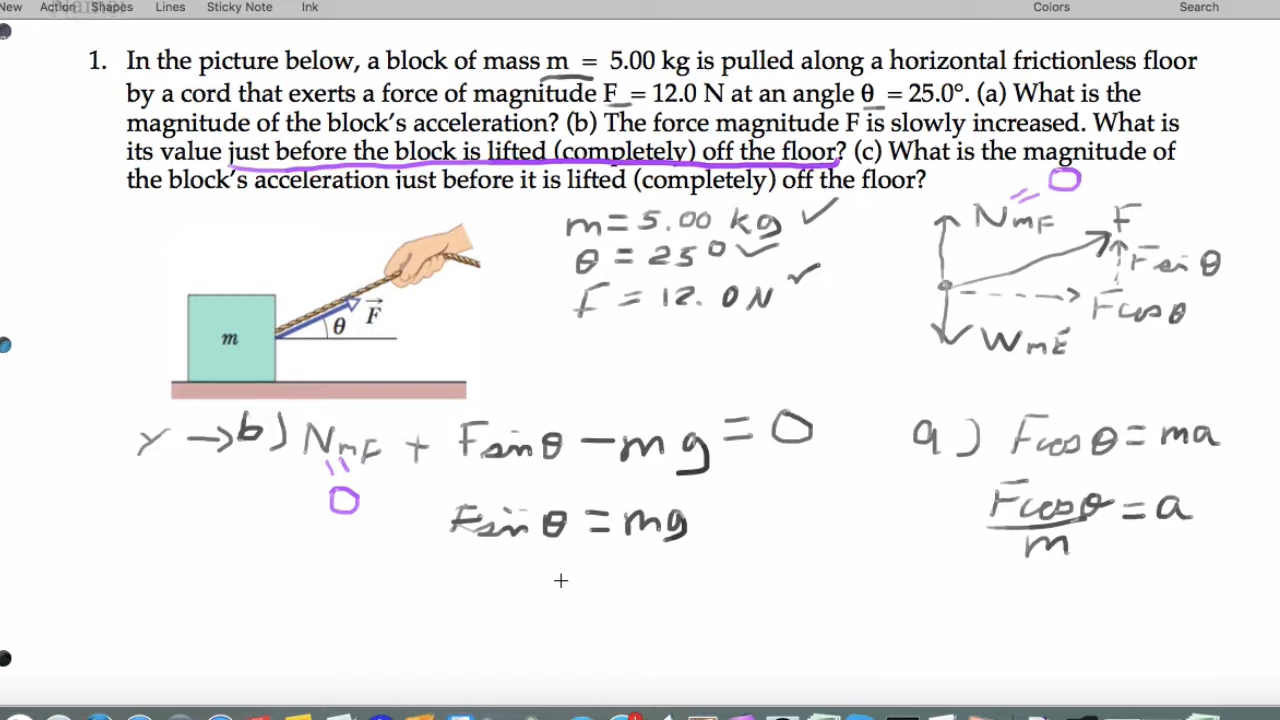 New Action Shapes Lines Sticky Note Ink Colors Search
1. In the picture below, a block of mass m = 5.00 kg is pulled along a horizontal frictionless floor
by a cord that exerts a force of magnitude F = 12.0 N at an angle θ = 25.0°. (a) What is the
magnitude of the block's acceleration? (b) The force magnitude F is slowly increased. What is
its value just before the block is lifted (completely) off the floor? (c) What is the magnitude of
the block's acceleration just before it is lifted (completely) off the floor?
m = 5.00 kg ✓
θ = 25° ✓
F = 12.0 N ✓
= 0
N mF
F
F sin θ
F cos θ
W mE
m
θ
F
y → b) N mF + F sin θ - mg = 0
= 0
F sin θ = mg
a) F cos θ = ma
F cos θ / m = a